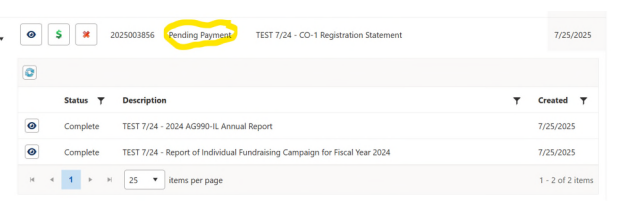 $ 2025003856 Pending Payment TEST 7/24 - CO-1 Registration Statement 7/25/2025
Status Description Created
Complete TEST 7/24 - 2024 AG990-IL Annual Report 7/25/2025
Complete TEST 7/24 - Report of Individual Fundraising Campaign for Fiscal Year 2024 7/25/2025
1 25 items per page 1 - 2 of 2 items